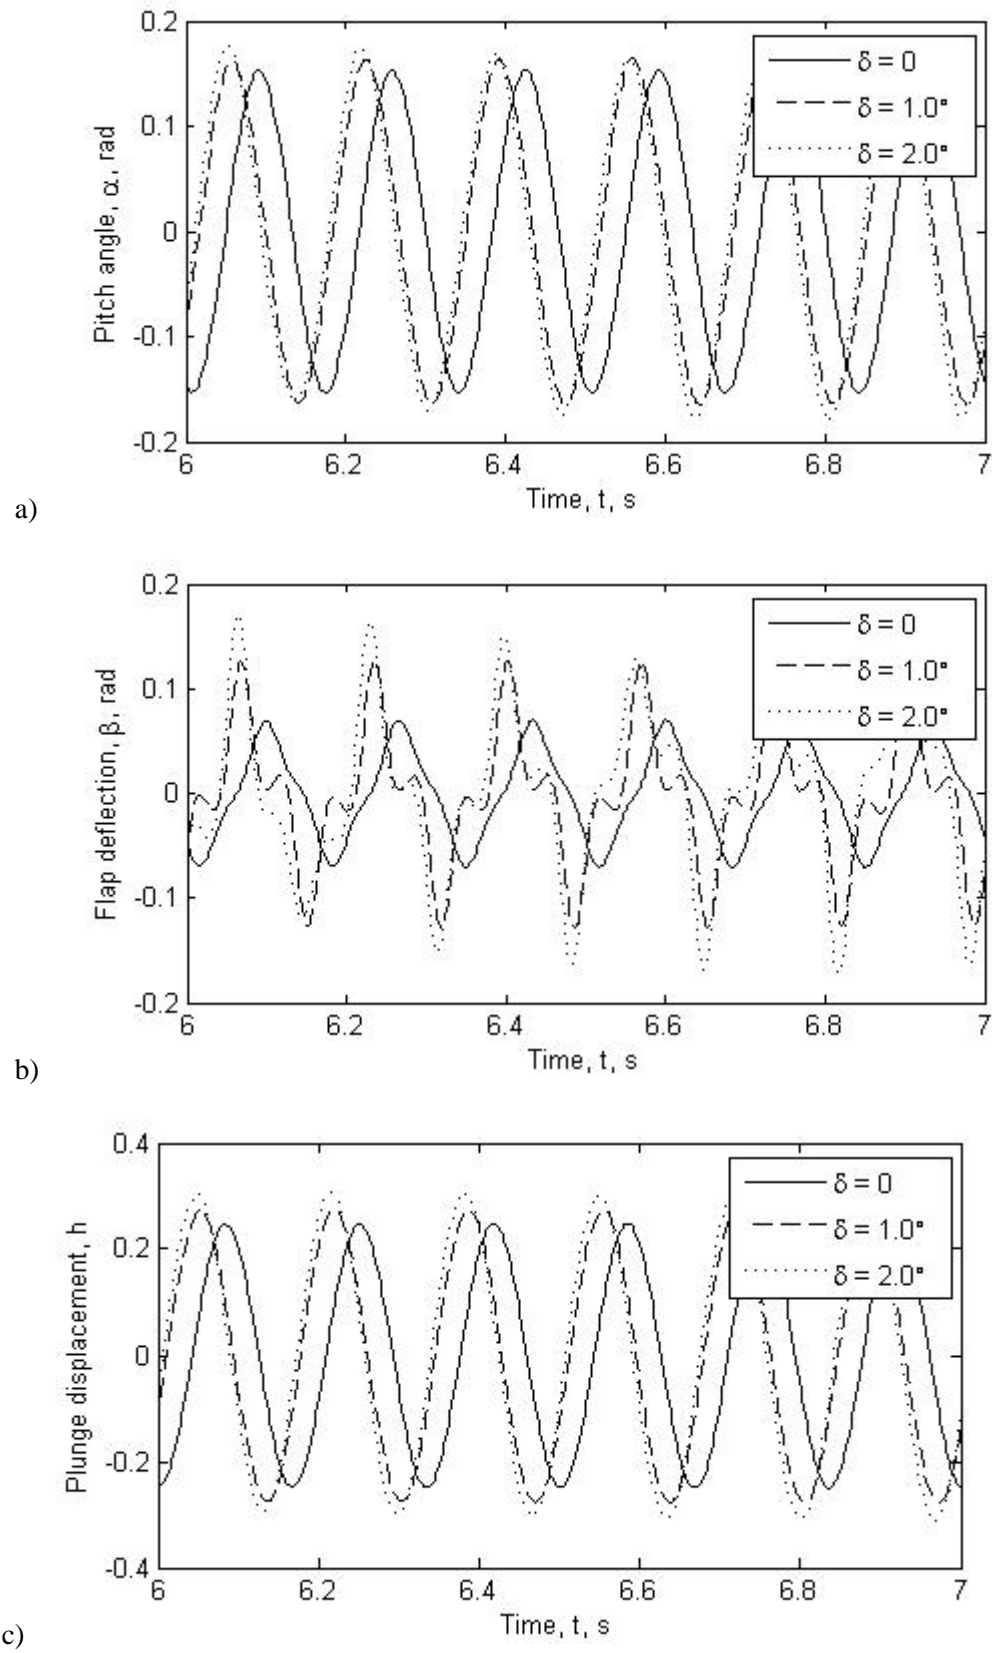 0.2
0.1
0
-0.1
-0.2
Pitch angle, α, rad
δ = 0
δ = 1.0°
δ = 2.0°
6 6.2 6.4 6.6 6.8 7
Time, t, s
a)
0.2
0.1
0
-0.1
-0.2
Flap deflection, β, rad
δ = 0
δ = 1.0°
δ = 2.0°
6 6.2 6.4 6.6 6.8 7
Time, t, s
b)
0.4
0.2
0
-0.2
-0.4
Plunge displacement, h
δ = 0
δ = 1.0°
δ = 2.0°
6 6.2 6.4 6.6 6.8 7
Time, t, s
c)